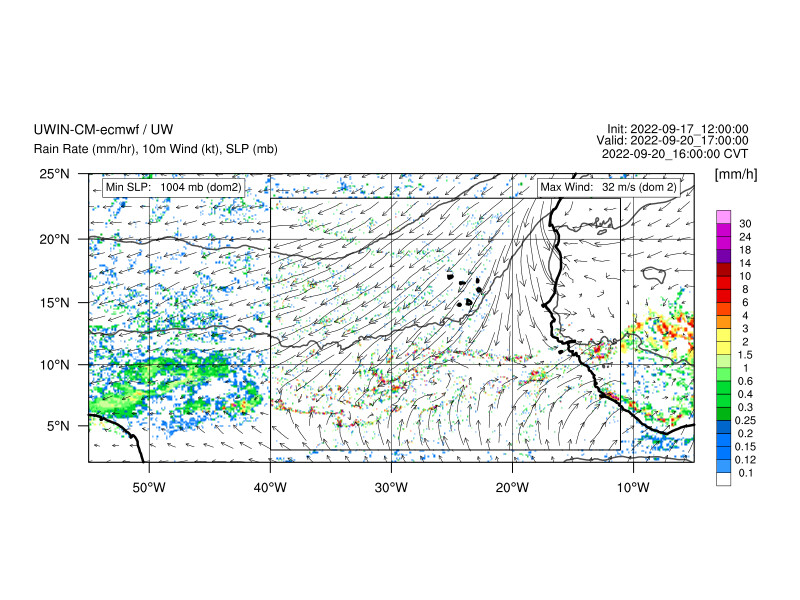 UWIN-CM-ecmwf / UW
Init: 2022-09-17_12:00:00
Rain Rate (mm/hr), 10m Wind (kt), SLP (mb)
Valid: 2022-09-20_17:00:00
2022-09-20_16:00:00 CVT
[mm/h]
25°N
Min SLP: 1004 mb (dom2)
Max Wind: 32 m/s (dom 2)
20°N
15°N
10°N
5°N
50°W
40°W
30°W
20°W
10°W
30
24
18
14
10
8
6
4
3
2
1.5
1
0.6
0.4
0.3
0.25
0.2
0.15
0.12
0.1